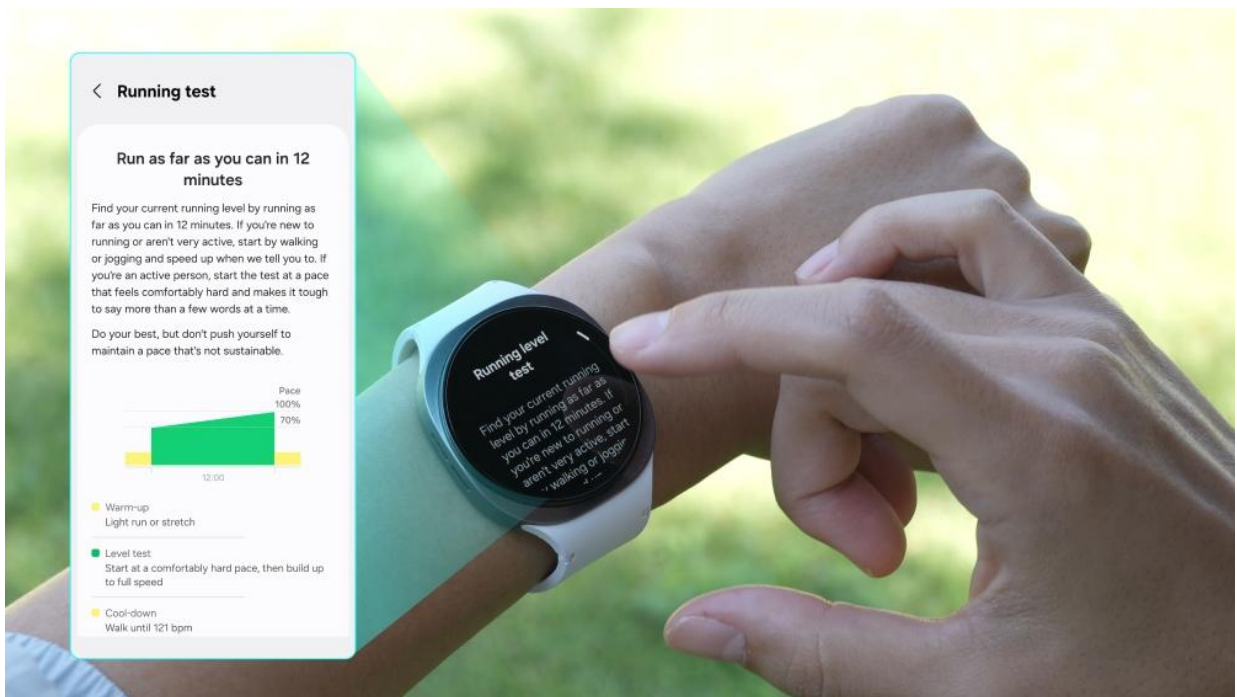 Running test
Run as far as you can in 12
minutes
Find your current running level by running as
far as you can in 12 minutes. If you're new to
running or aren't very active, start by walking
or jogging and speed up when we tell you to. If
you're an active person, start the test at a pace
that feels comfortably hard and makes it tough
to say more than a few words at a time.
Do your best, but don't push yourself to
maintain a pace that's not sustainable.
Pace
100%
70%
12:00
Warm-up
Light run or stretch
Level test
Start at a comfortably hard pace, then build up
to full speed
Cool-down
Walk until 121 bpm
Running level
test
Find your current running
level by running as far as
you can in 12 minutes. If
you're new to running or
aren't very active, start
walking or joggin